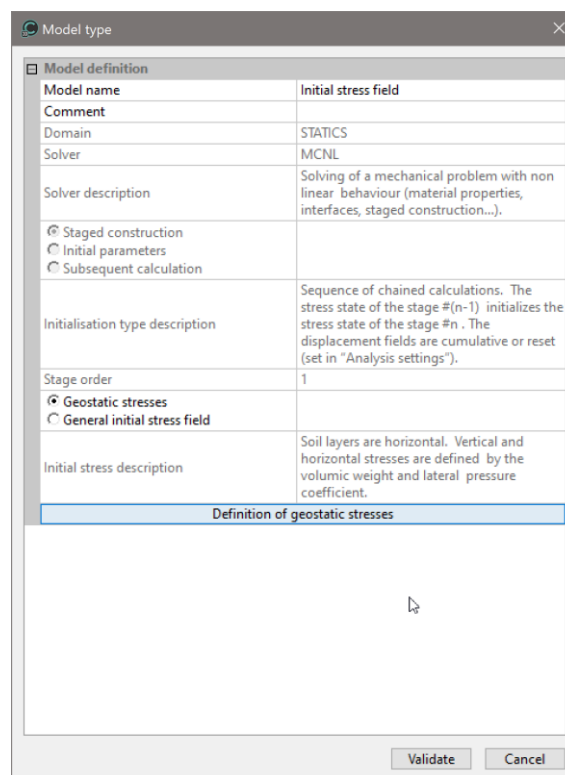 Model type
Model definition
Model name Initial stress field
Comment
Domain STATICS
Solver MCNL
Solver description Solving of a mechanical problem with non
linear behaviour (material properties,
interfaces, staged construction...).
Staged construction
Initial parameters
Subsequent calculation
Initialisation type description Sequence of chained calculations. The
stress state of the stage #(n-1) initializes the
stress state of the stage #n . The
displacement fields are cumulative or reset
(set in "Analysis settings").
Stage order 1
Geostatic stresses
General initial stress field
Initial stress description Soil layers are horizontal. Vertical and
horizontal stresses are defined by the
volumic weight and lateral pressure
coefficient.
Definition of geostatic stresses
Validate Cancel